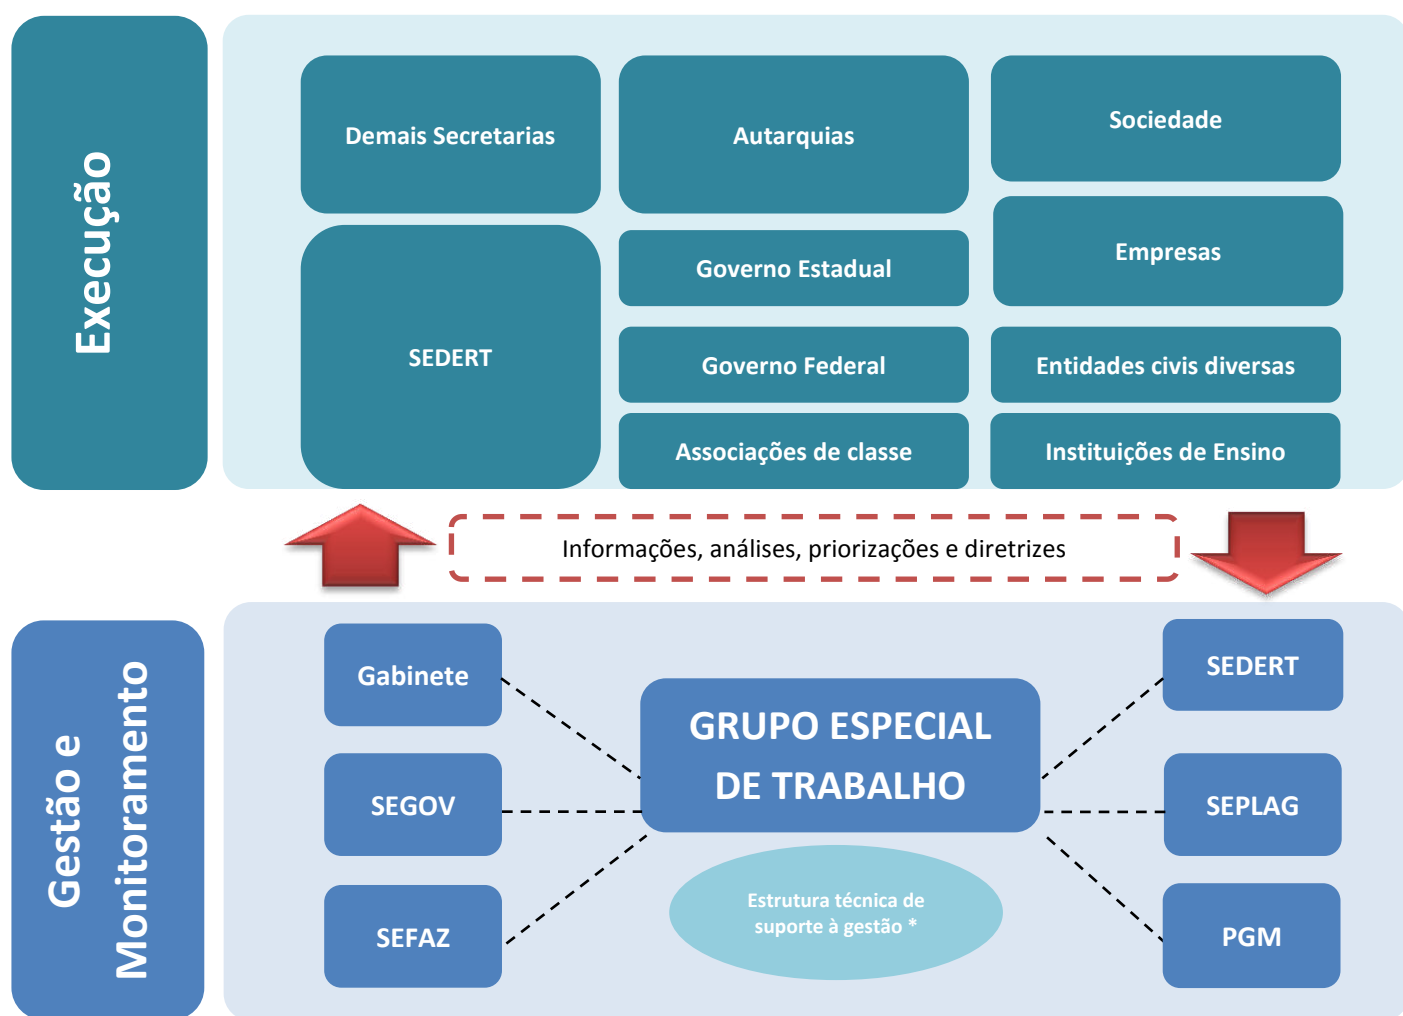 Execução
Demais Secretarias
Autarquias
Sociedade
SEDERT
Governo Estadual
Empresas
Governo Federal
Entidades civis diversas
Associações de classe
Instituições de Ensino
Informações, análises, priorizações e diretrizes
Gestão e
Monitoramento
Gabinete
SEGOV
SEFAZ
GRUPO ESPECIAL
DE TRABALHO
Estrutura técnica de
suporte à gestão *
SEDERT
SEPLAG
PGM